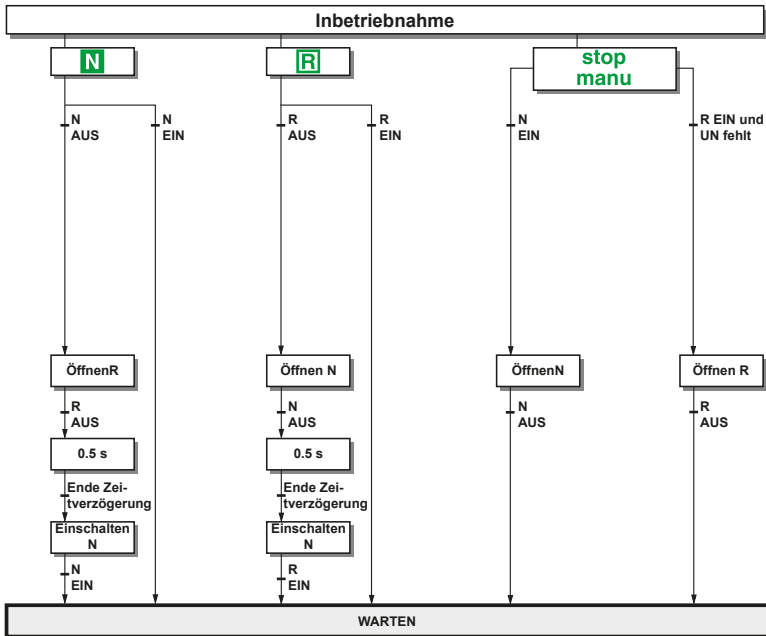 Inbetriebnahme
N
R
stop
manu
N
AUS
N
EIN
R
AUS
R
EIN
N
EIN
R EIN und
UN fehlt
ÖffnenR
Öffnen N
ÖffnenN
Öffnen R
R
AUS
N
AUS
N
AUS
R
AUS
0.5 s
0.5 s
Ende Zei-
tverzögerung
Ende Zei-
tverzögerung
Einschalten
N
Einschalten
N
N
EIN
R
EIN
WARTEN